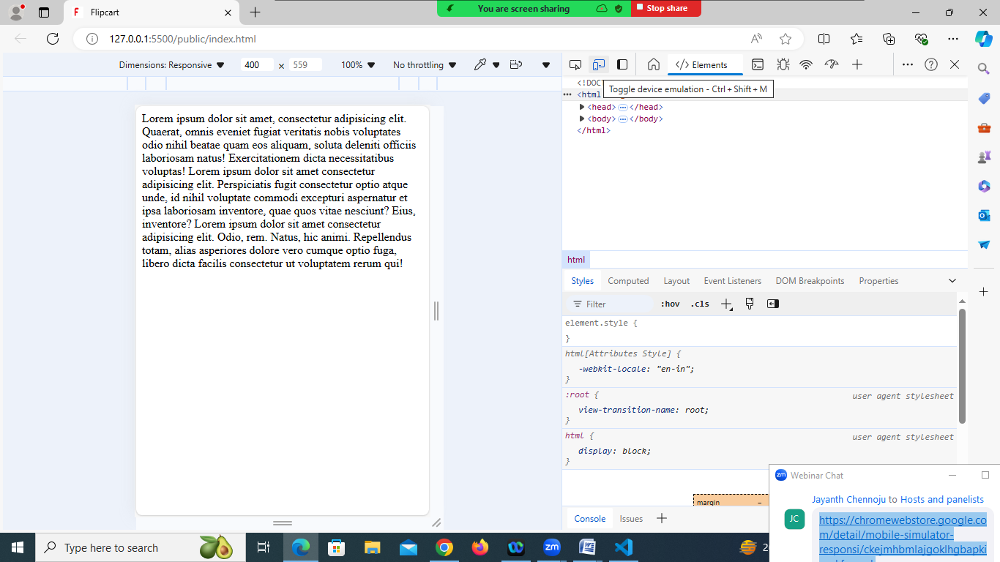 Flipcart
You are screen sharing
Stop share
127.0.0.1:5500/public/index.html
Dimensions: Responsive
400 × 559
100%
No throttling
Elements
<!DOC
Toggle device emulation - Ctrl + Shift + M
<html
<head> </head>
<body> </body>
</html>
Lorem ipsum dolor sit amet, consectetur adipisicing elit.
Quaerat, omnis eveniet fugiat veritatis nobis voluptates
odio nihil beatae quam eos aliquam, soluta deleniti officiis
laboriosam natus! Exercitationem dicta necessitatibus
voluptas! Lorem ipsum dolor sit amet consectetur
adipisicing elit. Perspiciatis fugit consectetur optio atque
unde, id nihil voluptate commodi excepturi aspernatur et
ipsa laboriosam inventore, quae quos vitae nesciunt? Eius,
inventore? Lorem ipsum dolor sit amet consectetur
adipisicing elit. Odio, rem. Natus, hic animi. Repellendus
totam, alias asperiores dolore vero cumque optio fuga,
libero dicta facilis consectetur ut voluptatem rerum qui!
html
Styles Computed Layout Event Listeners DOM Breakpoints Properties
Filter
:hov .cls
element.style {
}
html[Attributes Style] {
-webkit-locale: "en-in";
}
:root { user agent stylesheet
view-transition-name: root;
}
html { user agent stylesheet
display: block;
}
margin –
Console Issues
zm Webinar Chat
Jayanth Chennoju to Hosts and panelists
JC
https://chromewebstore.google.co
m/detail/mobile-simulator-
responsi/ckejmhbmlajgoklhgbapki
Type here to search
zm